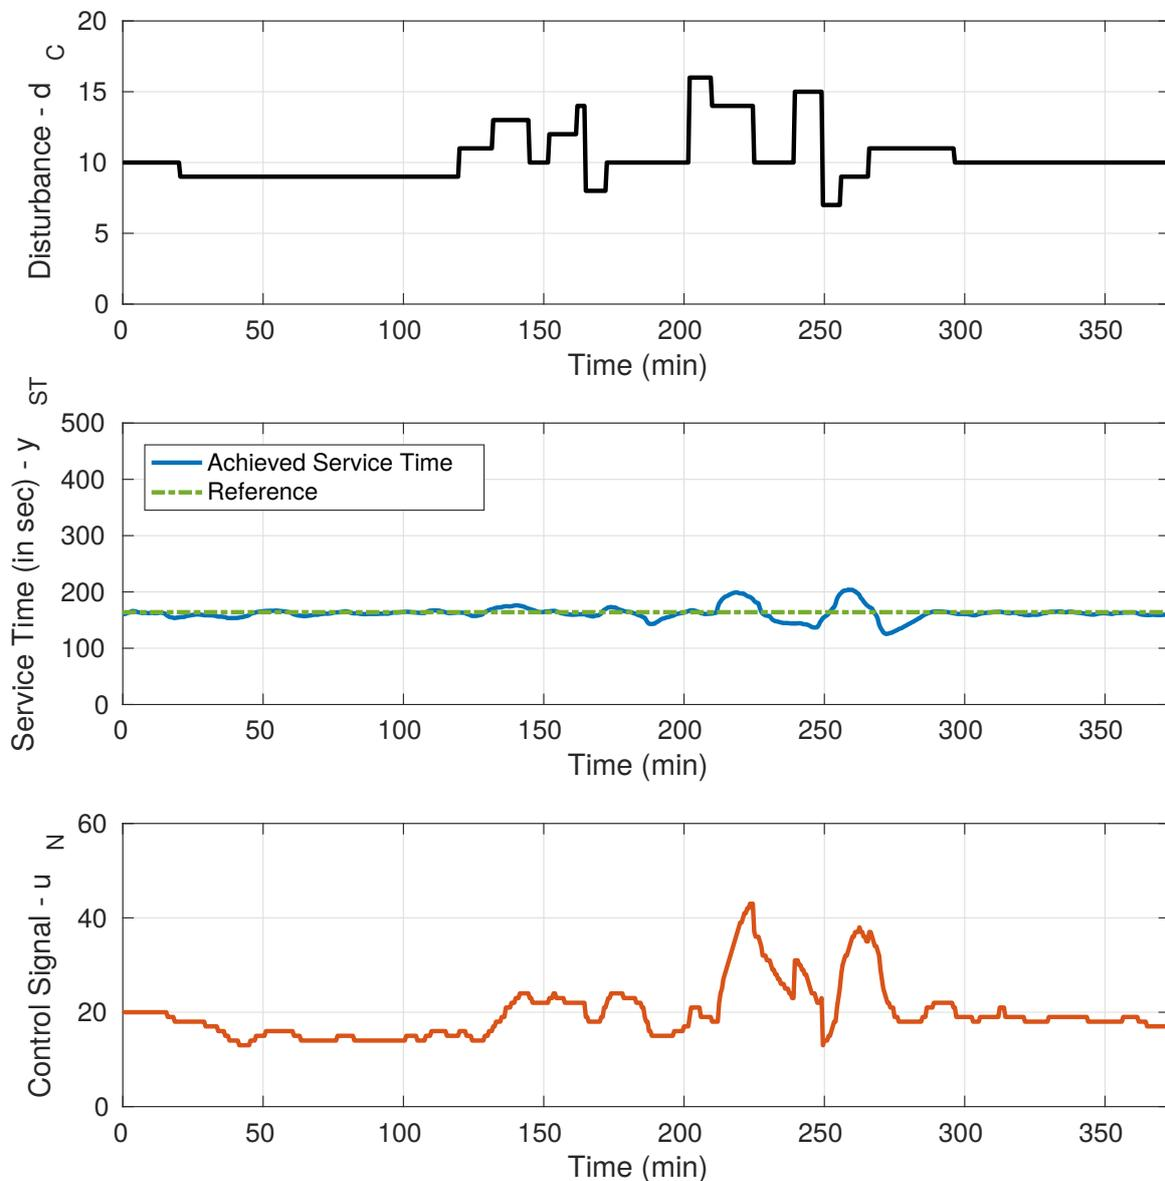 Disturbance - d C
20
15
10
5
0
0 50 100 150 200 250 300 350
Time (min)
Service Time (in sec) - y ST
500
400
300
200
100
0
Achieved Service Time
Reference
0 50 100 150 200 250 300 350
Time (min)
Control Signal - u N
60
40
20
0
0 50 100 150 200 250 300 350
Time (min)